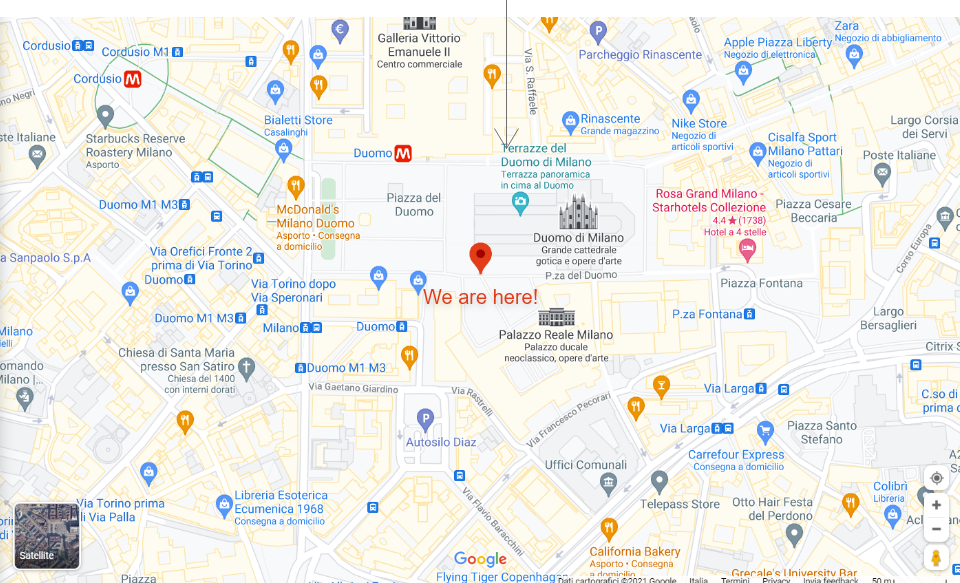 Zara
Negozio di abbigliamento
Cordusio
Cordusio M1
Cordusio
Galleria Vittorio
Emanuele II
Centro commerciale
Via S. Raffaele
Parcheggio Rinascente
Apple Piazza Liberty
Negozio di elettronica
Starbucks Reserve
Roastery Milano
Asporto
Bialetti Store
Casalinghi
Rinascente
Grande magazzino
Nike Store
Negozio di
articoli sportivi
Cisalfa Sport
Milano Pattari
Negozio di
articoli sportivi
Largo Corsia
dei Servi
Poste Italiane
Poste Italiane
Duomo
Terrazze del
Duomo di Milano
Terrazza panoramica
in cima al Duomo
Duomo M1 M3
McDonald's
Milano Duomo
Asporto • Consegna
a domicilio
Piazza del
Duomo
Rosa Grand Milano -
Starhotels Collezione
4.4 ★ (1738)
Hotel a 4 stelle
Piazza Cesare
Beccaria
Duomo di Milano
Grande cattedrale
gotica e opere d'arte
Corso Europa
a Sanpaolo S.p.A
Via Orefici Fronte 2
prima di Via Torino
Duomo
P.za del Duomo
Piazza Fontana
Via Torino dopo
Via Speronari
We are here!
Duomo M1 M3
Milano
Duomo
P.za Fontana
Largo
Bersaglieri
Palazzo Reale Milano
Palazzo ducale
neoclassico, opere d'arte
Chiesa di Santa Maria
presso San Satiro
Chiesa del 1400
con interni dorati
Duomo M1 M3
Citrix S
Via Gaetano Giardino
Via Rastrelli
Via Francesco Pecorari
Via Larga
C.so di
prima c
Autosilo Diaz
Via Larga
Piazza Santo
Stefano
Carrefour Express
Consegna a domicilio
Uffici Comunali
Telepass Store
Otto Hair Festa
del Perdono
Colibrì
Libreria
Via Torino prima
di Via Palla
Libreria Esoterica
Ecumenica 1968
Consegna a domicilio
Via Flavio Baracchini
Satellite
California Bakery
Asporto • Consegna
a domicilio
Google
Flying Tiger Copenhag
Grecale's Urban Bar
Piazza
Dati cartografici ©2021 Google Italia Termini Privacy Invia feedback 50 m